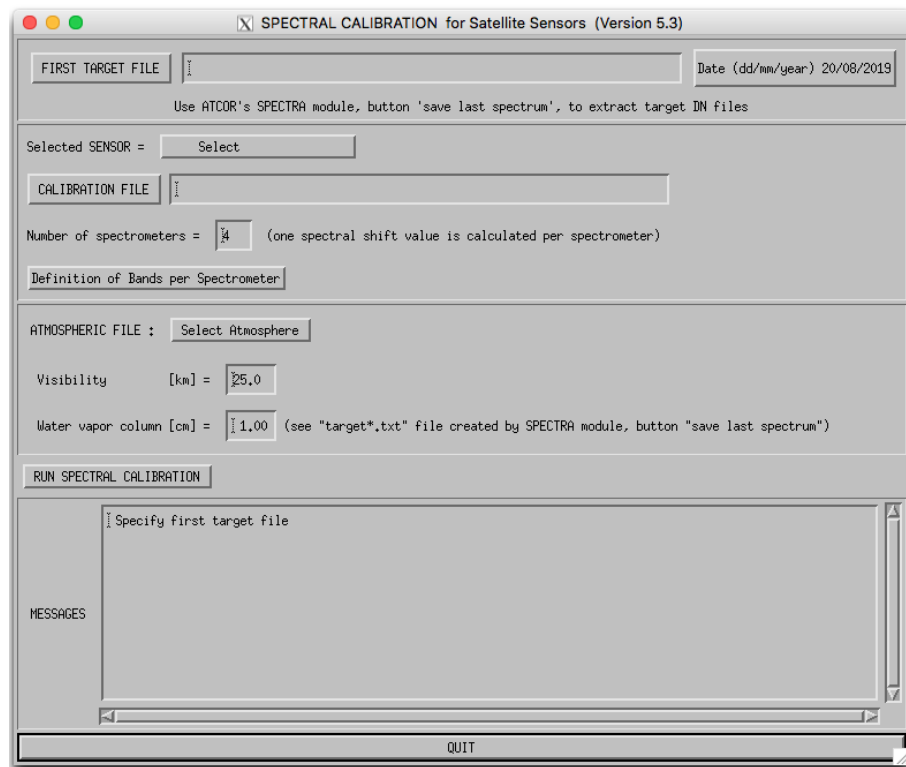 SPECTRAL CALIBRATION for Satellite Sensors (Version 5.3)
FIRST TARGET FILE Date (dd/mm/year) 20/08/2019
Use ATCOR's SPECTRA module, button 'save last spectrum', to extract target DN files
Selected SENSOR = Select
CALIBRATION FILE
Number of spectrometers = 4 (one spectral shift value is calculated per spectrometer)
Definition of Bands per Spectrometer
ATMOSPHERIC FILE : Select Atmosphere
Visibility [km] = 25.0
Water vapor column [cm] = 1.00 (see "target*.txt" file created by SPECTRA module, button "save last spectrum")
RUN SPECTRAL CALIBRATION
Specify first target file
MESSAGES
QUIT